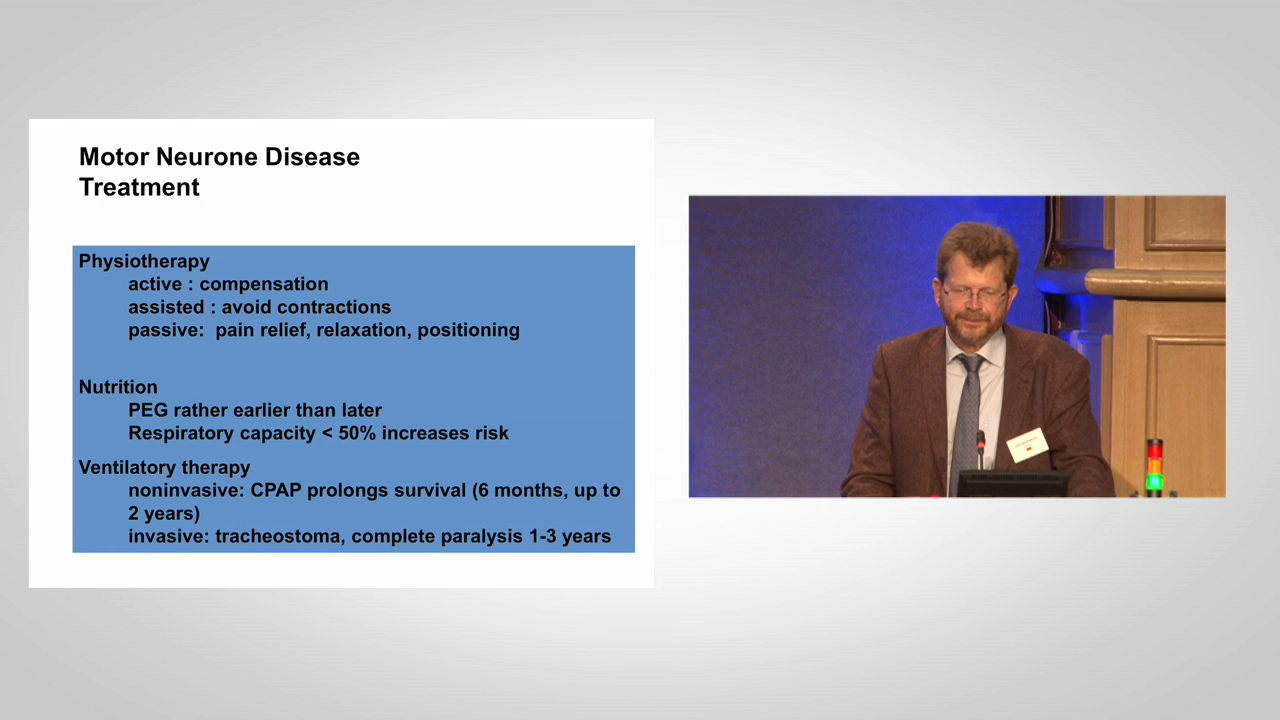 Motor Neurone Disease
Treatment
Physiotherapy
active : compensation
assisted : avoid contractions
passive: pain relief, relaxation, positioning
Nutrition
PEG rather earlier than later
Respiratory capacity < 50% increases risk
Ventilatory therapy
noninvasive: CPAP prolongs survival (6 months, up to
2 years)
invasive: tracheostoma, complete paralysis 1-3 years